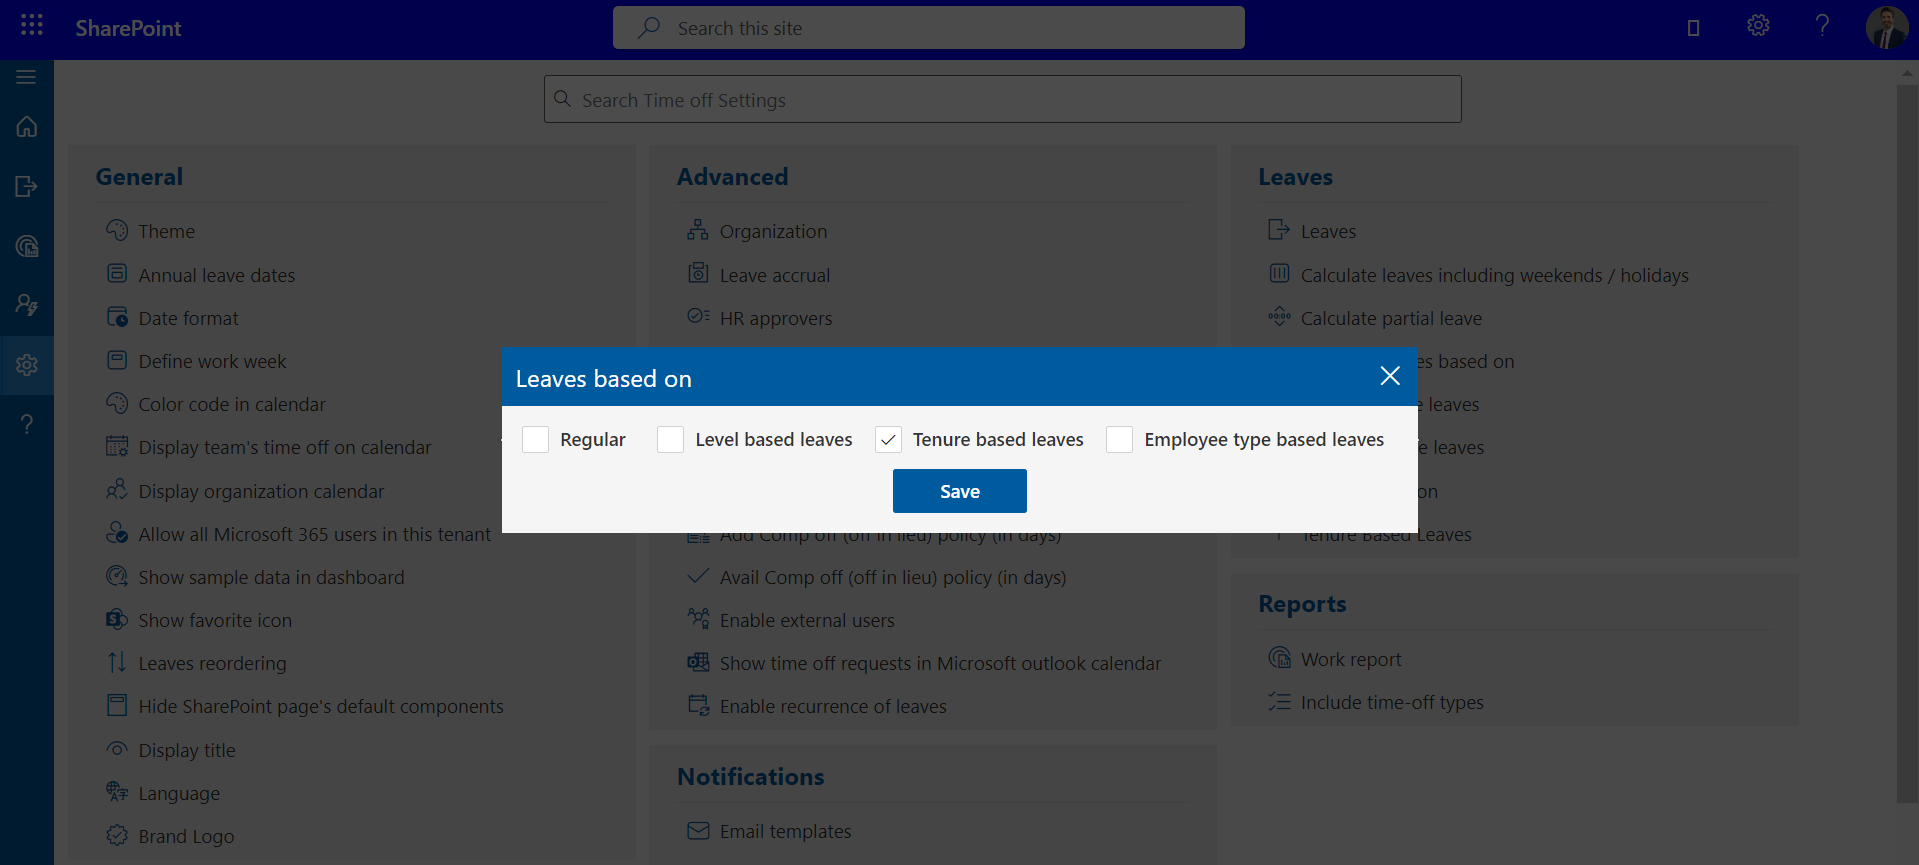 SharePoint
Search this site
Search Time off Settings
General
Theme
Annual leave dates
Date format
Define work week
Color code in calendar
Display team's time off on calendar
Display organization calendar
Allow all Microsoft 365 users in this tenant
Show sample data in dashboard
Show favorite icon
Leaves reordering
Hide SharePoint page's default components
Display title
Language
Brand Logo
Advanced
Organization
Leave accrual
HR approvers
Add Comp off (off in lieu) policy (in days)
Avail Comp off (off in lieu) policy (in days)
Enable external users
Show time off requests in Microsoft outlook calendar
Enable recurrence of leaves
Notifications
Email templates
Leaves
Leaves
Calculate leaves including weekends / holidays
Calculate partial leave
based on
leaves
leaves
on
Tenure Based Leaves
Reports
Work report
Include time-off types
Leaves based on
Regular
Level based leaves
Tenure based leaves
Employee type based leaves
Save